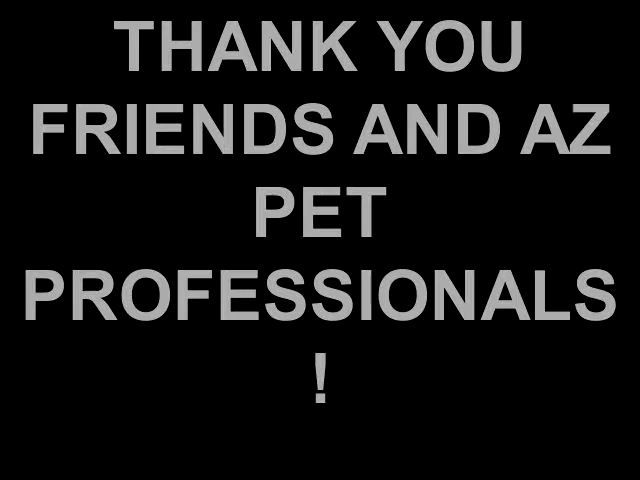 THANK YOU
FRIENDS AND AZ
PET
PROFESSIONALS
!